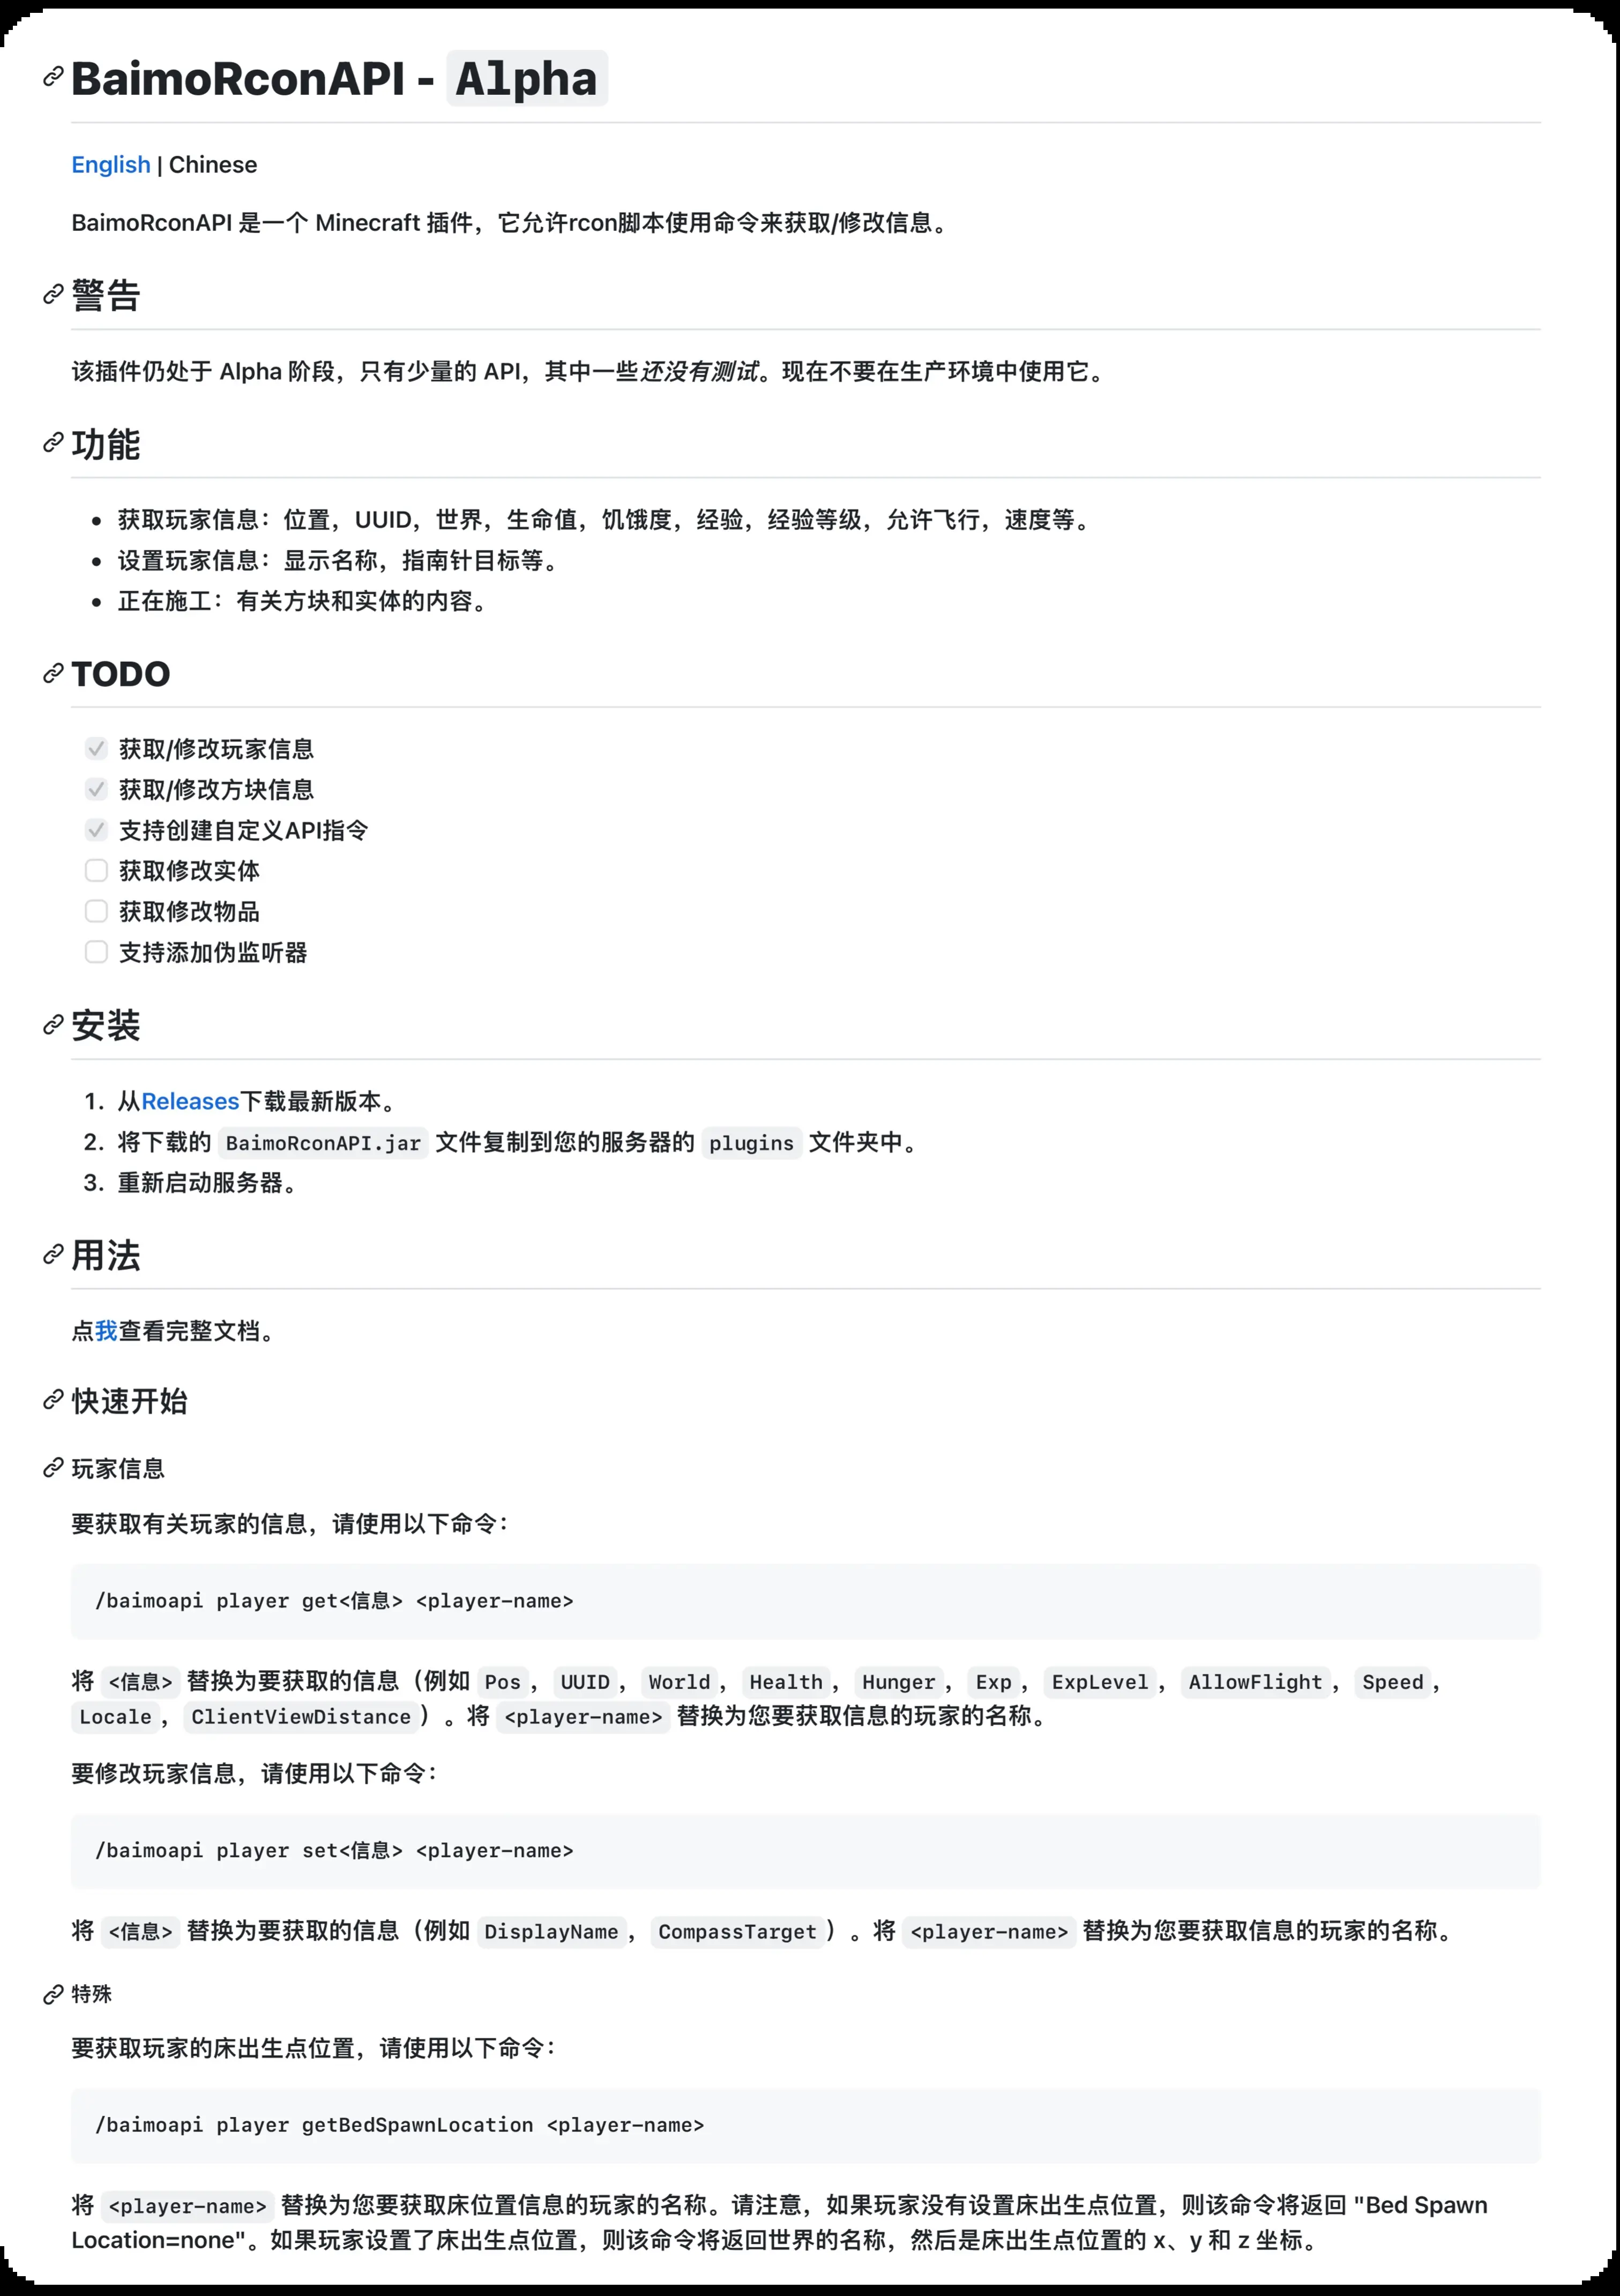 BaimoRconAPI - Alpha
English | Chinese
BaimoRconAPI 是一个 Minecraft 插件，它允许rcon脚本使用命令来获取/修改信息。
警告
该插件仍处于 Alpha 阶段，只有少量的 API，其中一些还没有测试。现在不要在生产环境中使用它。
功能
• 获取玩家信息：位置，UUID，世界，生命值，饥饿度，经验，经验等级，允许飞行，速度等。
• 设置玩家信息：显示名称，指南针目标等。
• 正在施工：有关方块和实体的内容。
TODO
获取/修改玩家信息
获取/修改方块信息
支持创建自定义API指令
获取修改实体
获取修改物品
支持添加伪监听器
安装
1. 从Releases下载最新版本。
2. 将下载的 BaimoRconAPI.jar 文件复制到您的服务器的 plugins 文件夹中。
3. 重新启动服务器。
用法
点我查看完整文档。
快速开始
玩家信息
要获取有关玩家的信息，请使用以下命令：
/baimoapi player get<信息> <player-name>
将 <信息> 替换为要获取的信息（例如 Pos，UUID，World，Health，Hunger，Exp，ExpLevel，AllowFlight，Speed，
Locale，ClientViewDistance）。将 <player-name> 替换为您要获取信息的玩家的名称。
要修改玩家信息，请使用以下命令：
/baimoapi player set<信息> <player-name>
将 <信息> 替换为要获取的信息（例如 DisplayName，CompassTarget）。将 <player-name> 替换为您要获取信息的玩家的名称。
特殊
要获取玩家的床出生点位置，请使用以下命令：
/baimoapi player getBedSpawnLocation <player-name>
将 <player-name> 替换为您要获取床位置信息的玩家的名称。请注意，如果玩家没有设置床出生点位置，则该命令将返回 "Bed Spawn
Location=none"。如果玩家设置了床出生点位置，则该命令将返回世界的名称，然后是床出生点位置的 x、y 和 z 坐标。